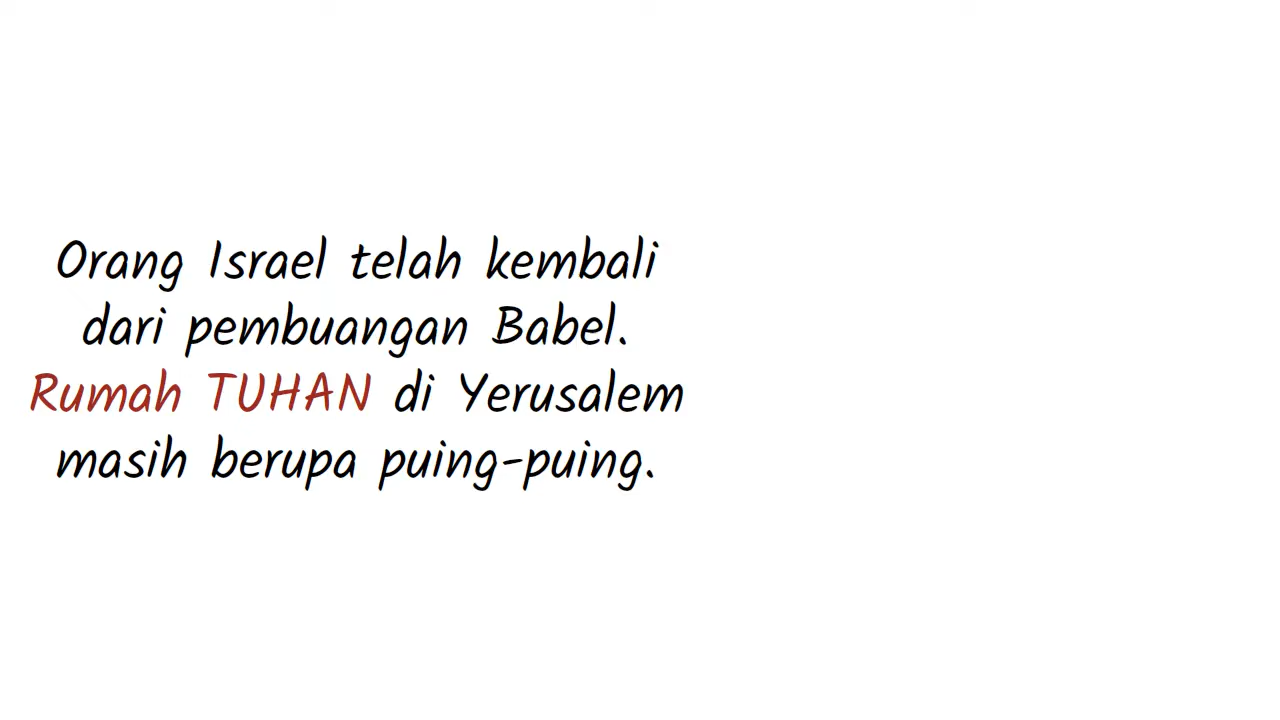 Orang Israel telah kembali
dari pembuangan Babel.
Rumah TUHAN di Yerusalem
masih berupa puing-puing.